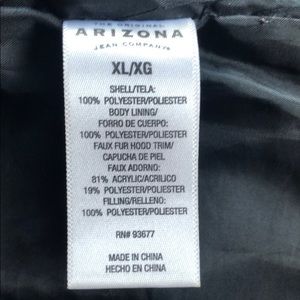 THE ORIGINAL
ARIZONA
JEAN COMPANY®
XL/XG
SHELL/TELA:
100% POLYESTER/POLIESTER
BODY LINING/
FORRO DE CUERPO:
100% POLYESTER/POLIESTER
FAUX FUR HOOD TRIM/
CAPUCHA DE PIEL
FAUX ADORNO:
81% ACRYLIC/ACRILICO
19% POLYESTER/POLIESTER
FILLING/RELLENO:
100% POLYESTER/POLIESTER
RN# 93677
MADE IN CHINA
HECHO EN CHINA